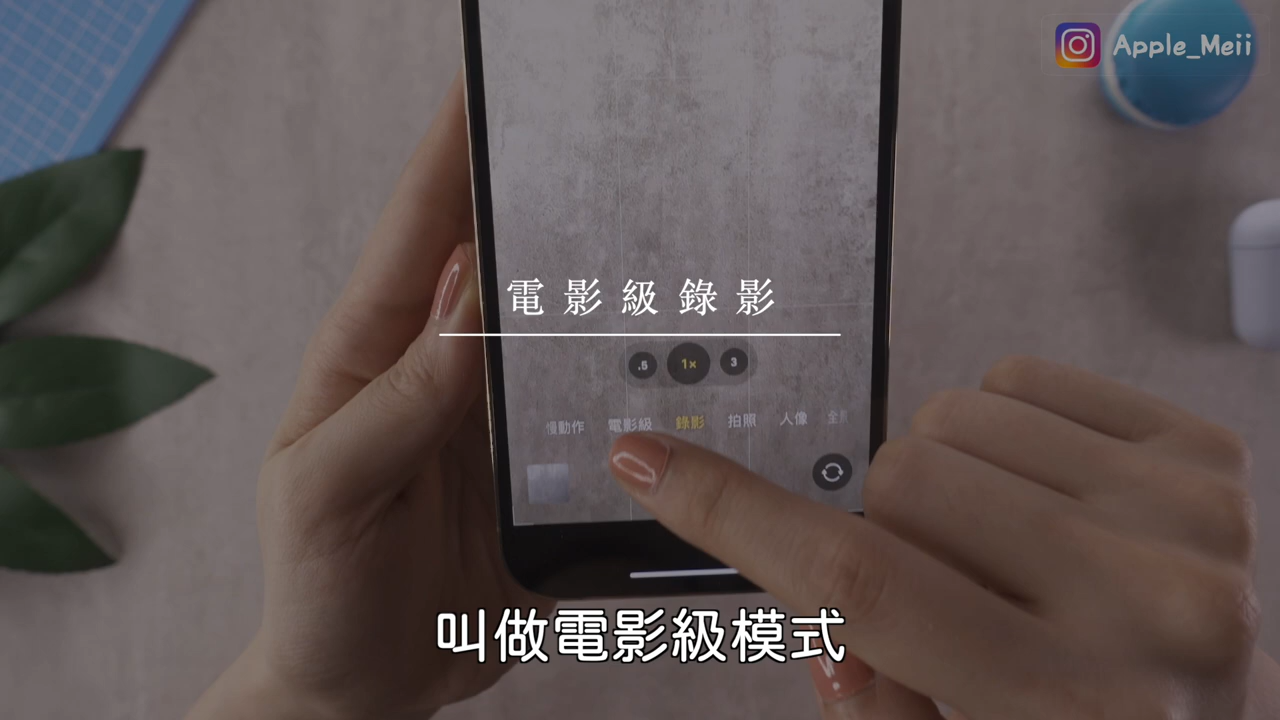 Apple_Meii
電影級錄影
.5 1× 3
慢動作 電影級 錄影 拍照 人像 全
叫做電影級模式